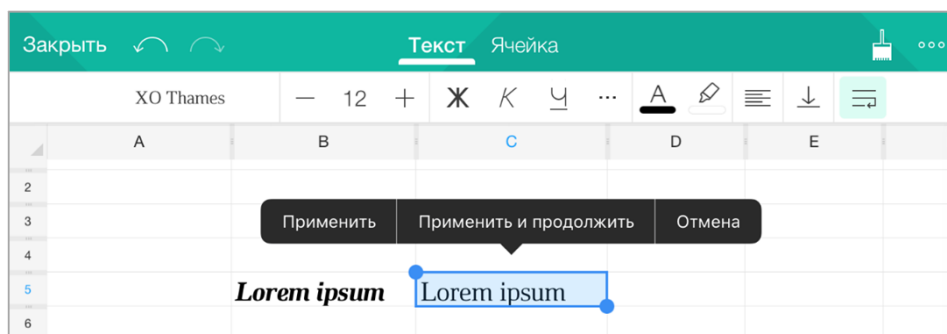 Закрыть Текст Ячейка
XO Thames — 12 + Ж К Ч ... А
A B C D E
2
3 Применить Применить и продолжить Отмена
4
5 Lorem ipsum Lorem ipsum
6